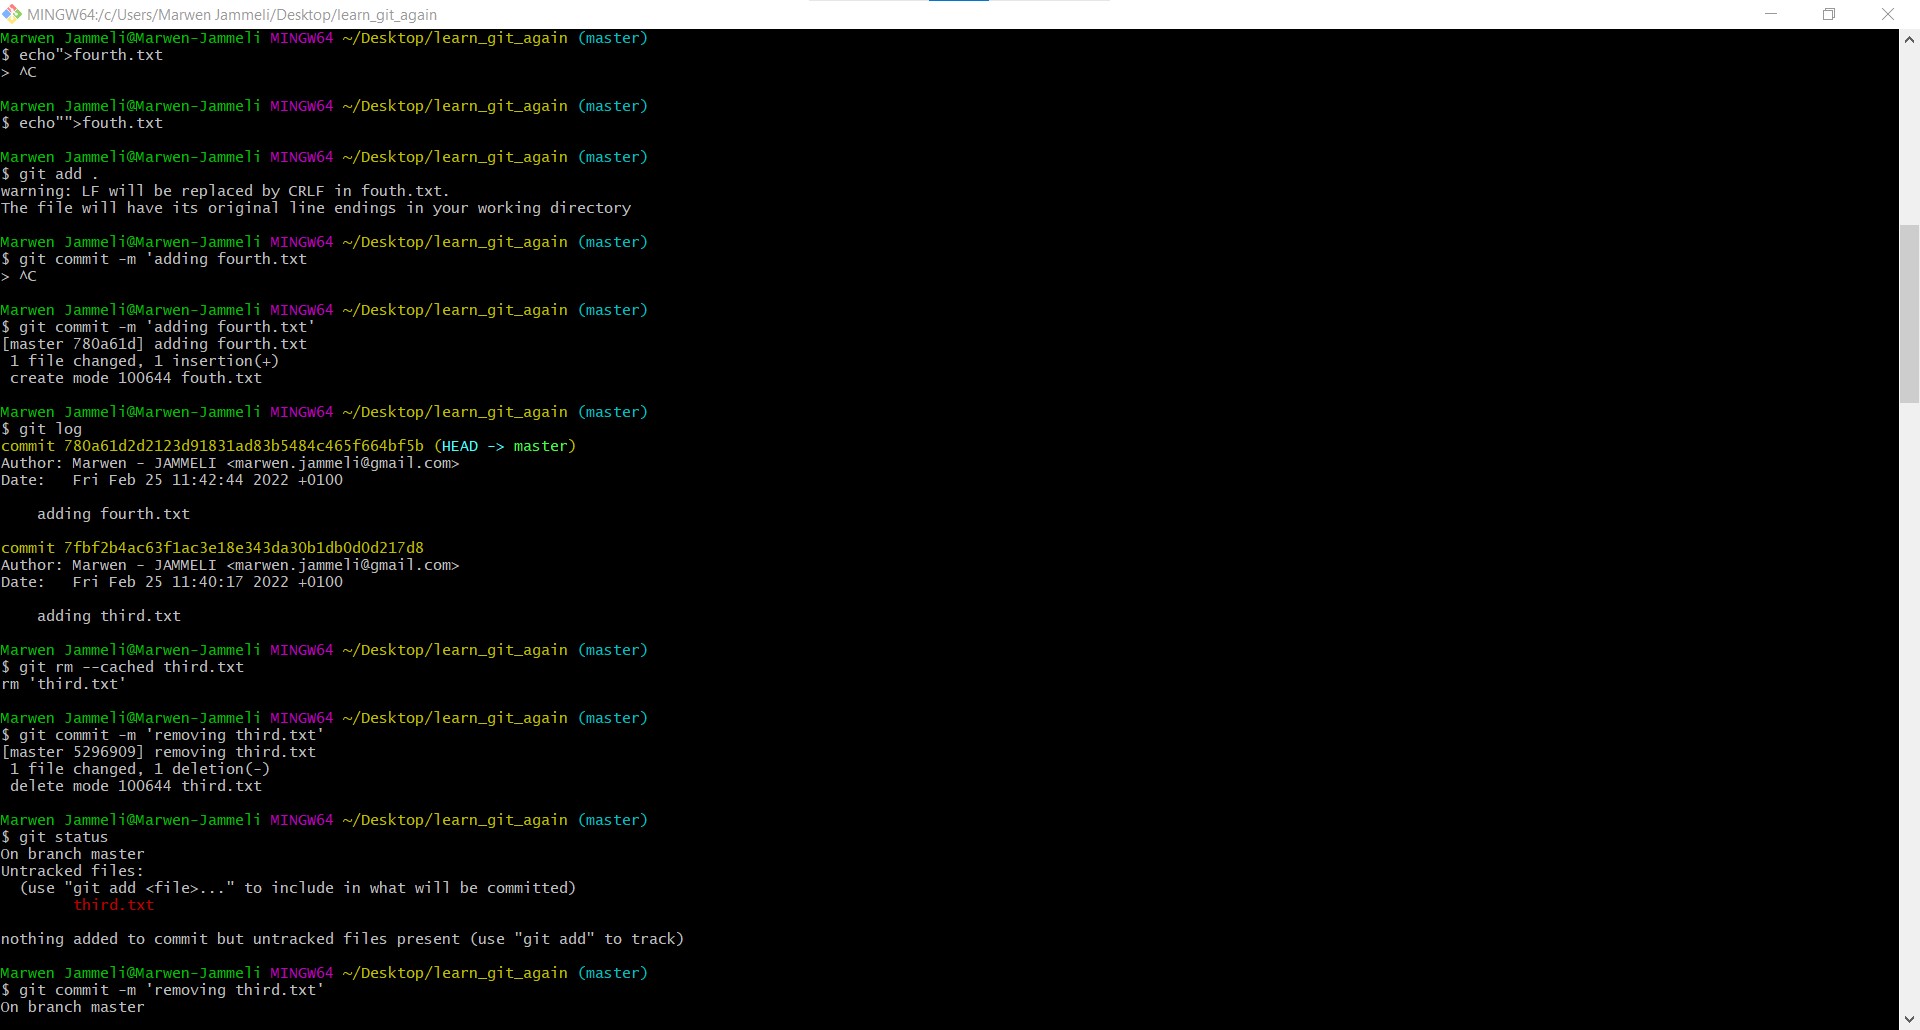 MINGW64:/c/Users/Marwen Jammeli/Desktop/learn_git_again
Marwen Jammeli@Marwen-Jammeli MINGW64 ~/Desktop/learn_git_again (master)
$ echo">fourth.txt
> ^C
Marwen Jammeli@Marwen-Jammeli MINGW64 ~/Desktop/learn_git_again (master)
$ echo"">fouth.txt
Marwen Jammeli@Marwen-Jammeli MINGW64 ~/Desktop/learn_git_again (master)
$ git add .
warning: LF will be replaced by CRLF in fouth.txt.
The file will have its original line endings in your working directory
Marwen Jammeli@Marwen-Jammeli MINGW64 ~/Desktop/learn_git_again (master)
$ git commit -m 'adding fourth.txt
> ^C
Marwen Jammeli@Marwen-Jammeli MINGW64 ~/Desktop/learn_git_again (master)
$ git commit -m 'adding fourth.txt'
[master 780a61d] adding fourth.txt
1 file changed, 1 insertion(+)
create mode 100644 fouth.txt
Marwen Jammeli@Marwen-Jammeli MINGW64 ~/Desktop/learn_git_again (master)
$ git log
commit 780a61d2d2123d91831ad83b5484c465f664bf5b (HEAD -> master)
Author: Marwen - JAMMELI <marwen.jammeli@gmail.com>
Date:   Fri Feb 25 11:42:44 2022 +0100
adding fourth.txt
commit 7fbf2b4ac63f1ac3e18e343da30b1db0d0d217d8
Author: Marwen - JAMMELI <marwen.jammeli@gmail.com>
Date:   Fri Feb 25 11:40:17 2022 +0100
adding third.txt
Marwen Jammeli@Marwen-Jammeli MINGW64 ~/Desktop/learn_git_again (master)
$ git rm --cached third.txt
rm 'third.txt'
Marwen Jammeli@Marwen-Jammeli MINGW64 ~/Desktop/learn_git_again (master)
$ git commit -m 'removing third.txt'
[master 5296909] removing third.txt
1 file changed, 1 deletion(-)
delete mode 100644 third.txt
Marwen Jammeli@Marwen-Jammeli MINGW64 ~/Desktop/learn_git_again (master)
$ git status
On branch master
Untracked files:
(use "git add <file>..." to include in what will be committed)
third.txt
nothing added to commit but untracked files present (use "git add" to track)
Marwen Jammeli@Marwen-Jammeli MINGW64 ~/Desktop/learn_git_again (master)
$ git commit -m 'removing third.txt'
On branch master